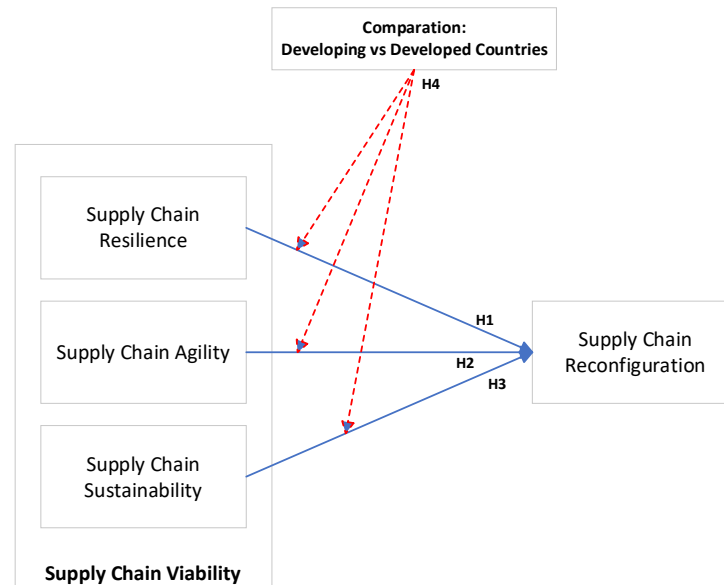 Comparation:
Developing vs Developed Countries
H4
Supply Chain
Resilience
H1
Supply Chain Agility
H2
H3
Supply Chain
Reconfiguration
Supply Chain
Sustainability
Supply Chain Viability